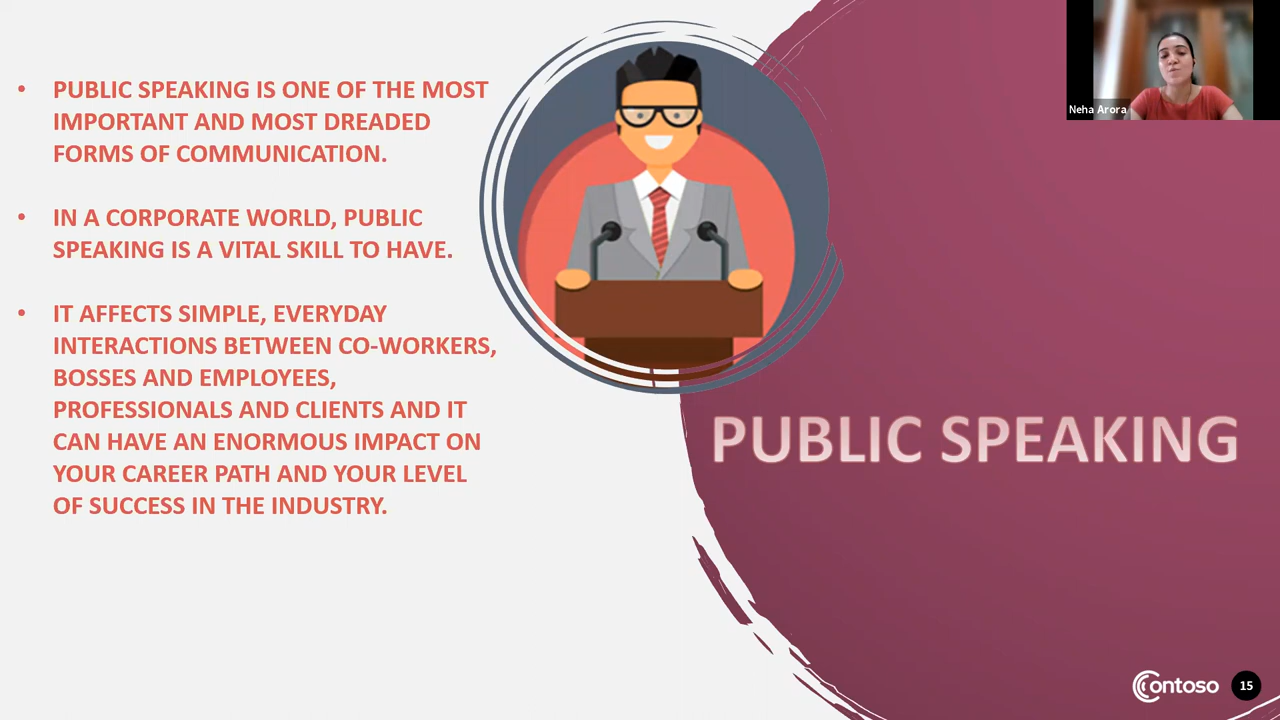 • PUBLIC SPEAKING IS ONE OF THE MOST
IMPORTANT AND MOST DREADED
FORMS OF COMMUNICATION.
• IN A CORPORATE WORLD, PUBLIC
SPEAKING IS A VITAL SKILL TO HAVE.
• IT AFFECTS SIMPLE, EVERYDAY
INTERACTIONS BETWEEN CO-WORKERS,
BOSSES AND EMPLOYEES,
PROFESSIONALS AND CLIENTS AND IT
CAN HAVE AN ENORMOUS IMPACT ON
YOUR CAREER PATH AND YOUR LEVEL
OF SUCCESS IN THE INDUSTRY.
Neha Arora
PUBLIC SPEAKING
Contoso
15